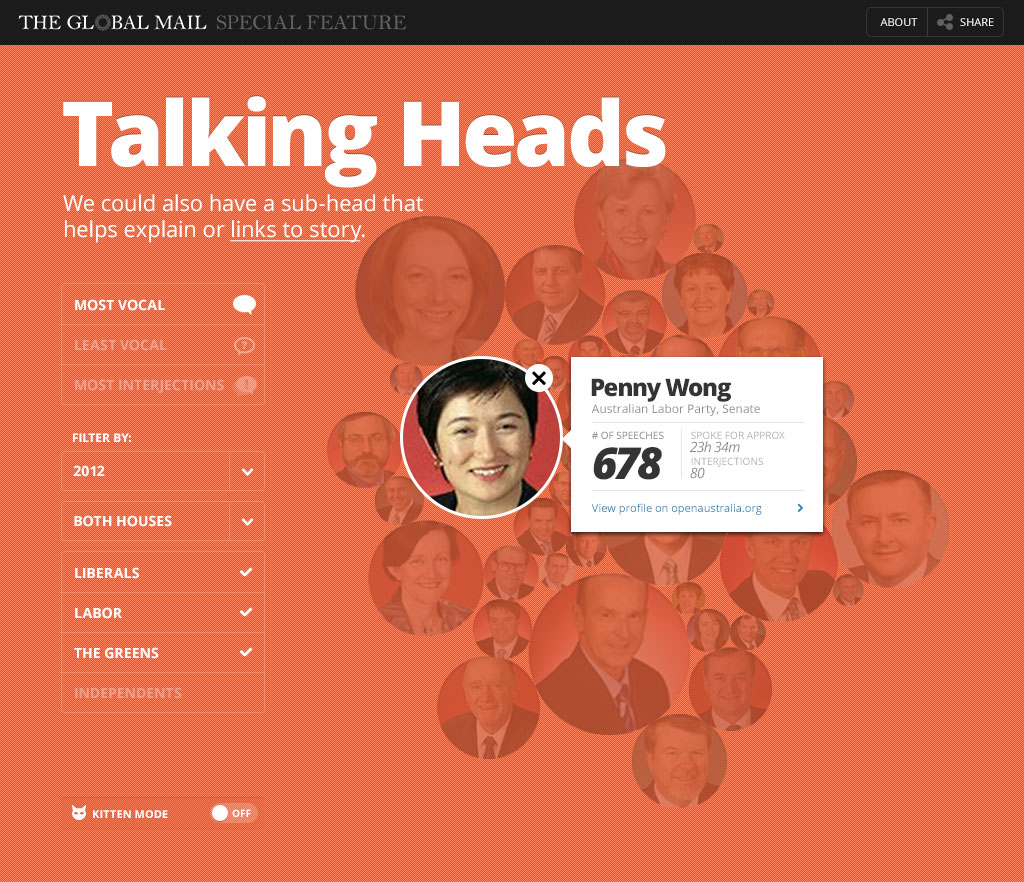 THE GLOBAL MAIL SPECIAL FEATURE
ABOUT
SHARE
Talking Heads
We could also have a sub-head that
helps explain or links to story.
MOST VOCAL
LEAST VOCAL
?
MOST INTERJECTIONS
!
FILTER BY:
2012
BOTH HOUSES
LIBERALS
LABOR
THE GREENS
INDEPENDENTS
KITTEN MODE
OFF
Penny Wong
Australian Labor Party, Senate
# OF SPEECHES
678
SPOKE FOR APPROX
23h 34m
INTERJECTIONS
80
View profile on openaustralia.org